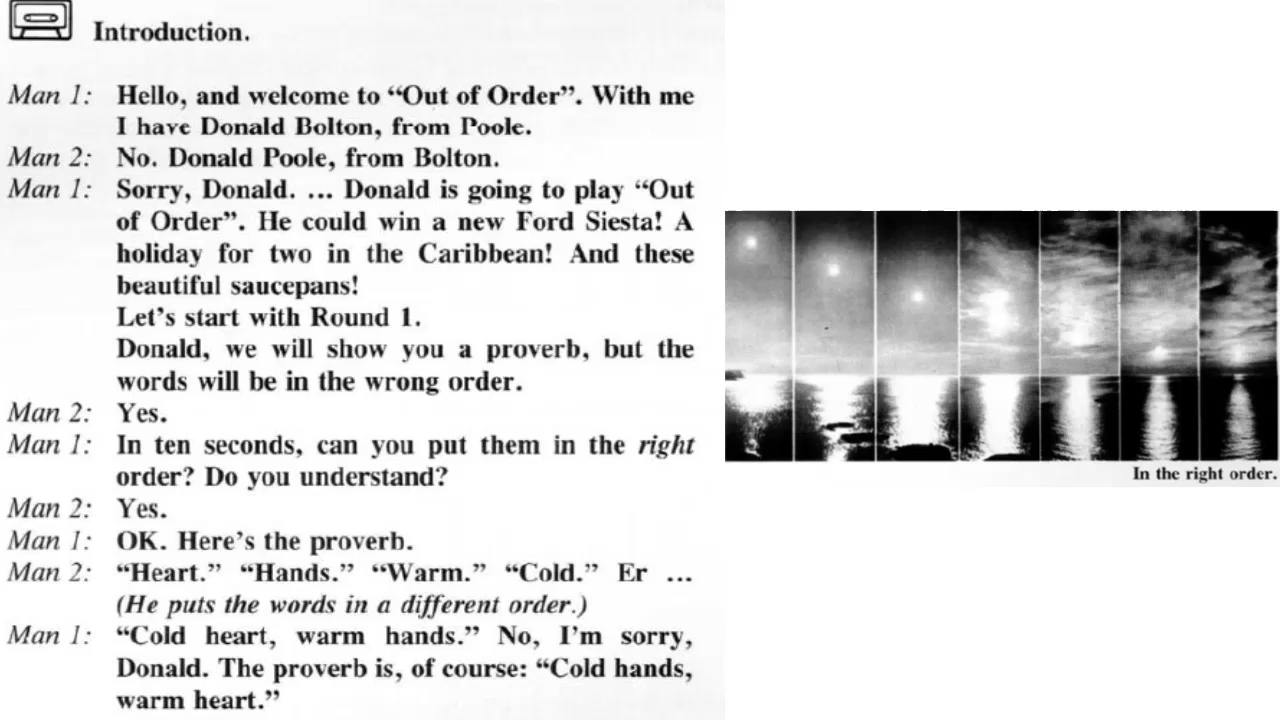 Introduction.
Man 1: Hello, and welcome to “Out of Order”. With me
I have Donald Bolton, from Poole.
Man 2: No. Donald Poole, from Bolton.
Man 1: Sorry, Donald. ... Donald is going to play “Out
of Order”. He could win a new Ford Siesta! A
holiday for two in the Caribbean! And these
beautiful saucepans!
Let’s start with Round 1.
Donald, we will show you a proverb, but the
words will be in the wrong order.
Man 2: Yes.
Man 1: In ten seconds, can you put them in the right
order? Do you understand?
Man 2: Yes.
Man 1: OK. Here’s the proverb.
Man 2: “Heart.” “Hands.” “Warm.” “Cold.” Er ...
(He puts the words in a different order.)
Man 1: “Cold heart, warm hands.” No, I’m sorry,
Donald. The proverb is, of course: “Cold hands,
warm heart.”
In the right order.